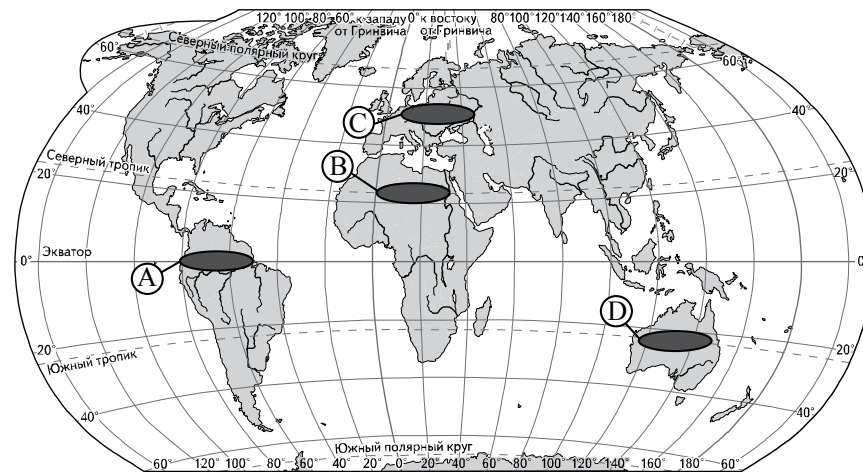 120° 100° 80° 60° к западу к востоку 80° 100° 120° 140° 160° 180°
от Гринвича 0° от Гринвича
60° Северный полярный круг 60°
40° 40°
C
Северный тропик
B
20° 20°
Экватор
0° 0°
A
D
20° 20°
Южный тропик
40° 40°
Южный полярный круг
60° 120° 100° 80° 60° 40° 20° 0° 20° 40° 60° 80° 100° 120° 140° 160° 180° 60°